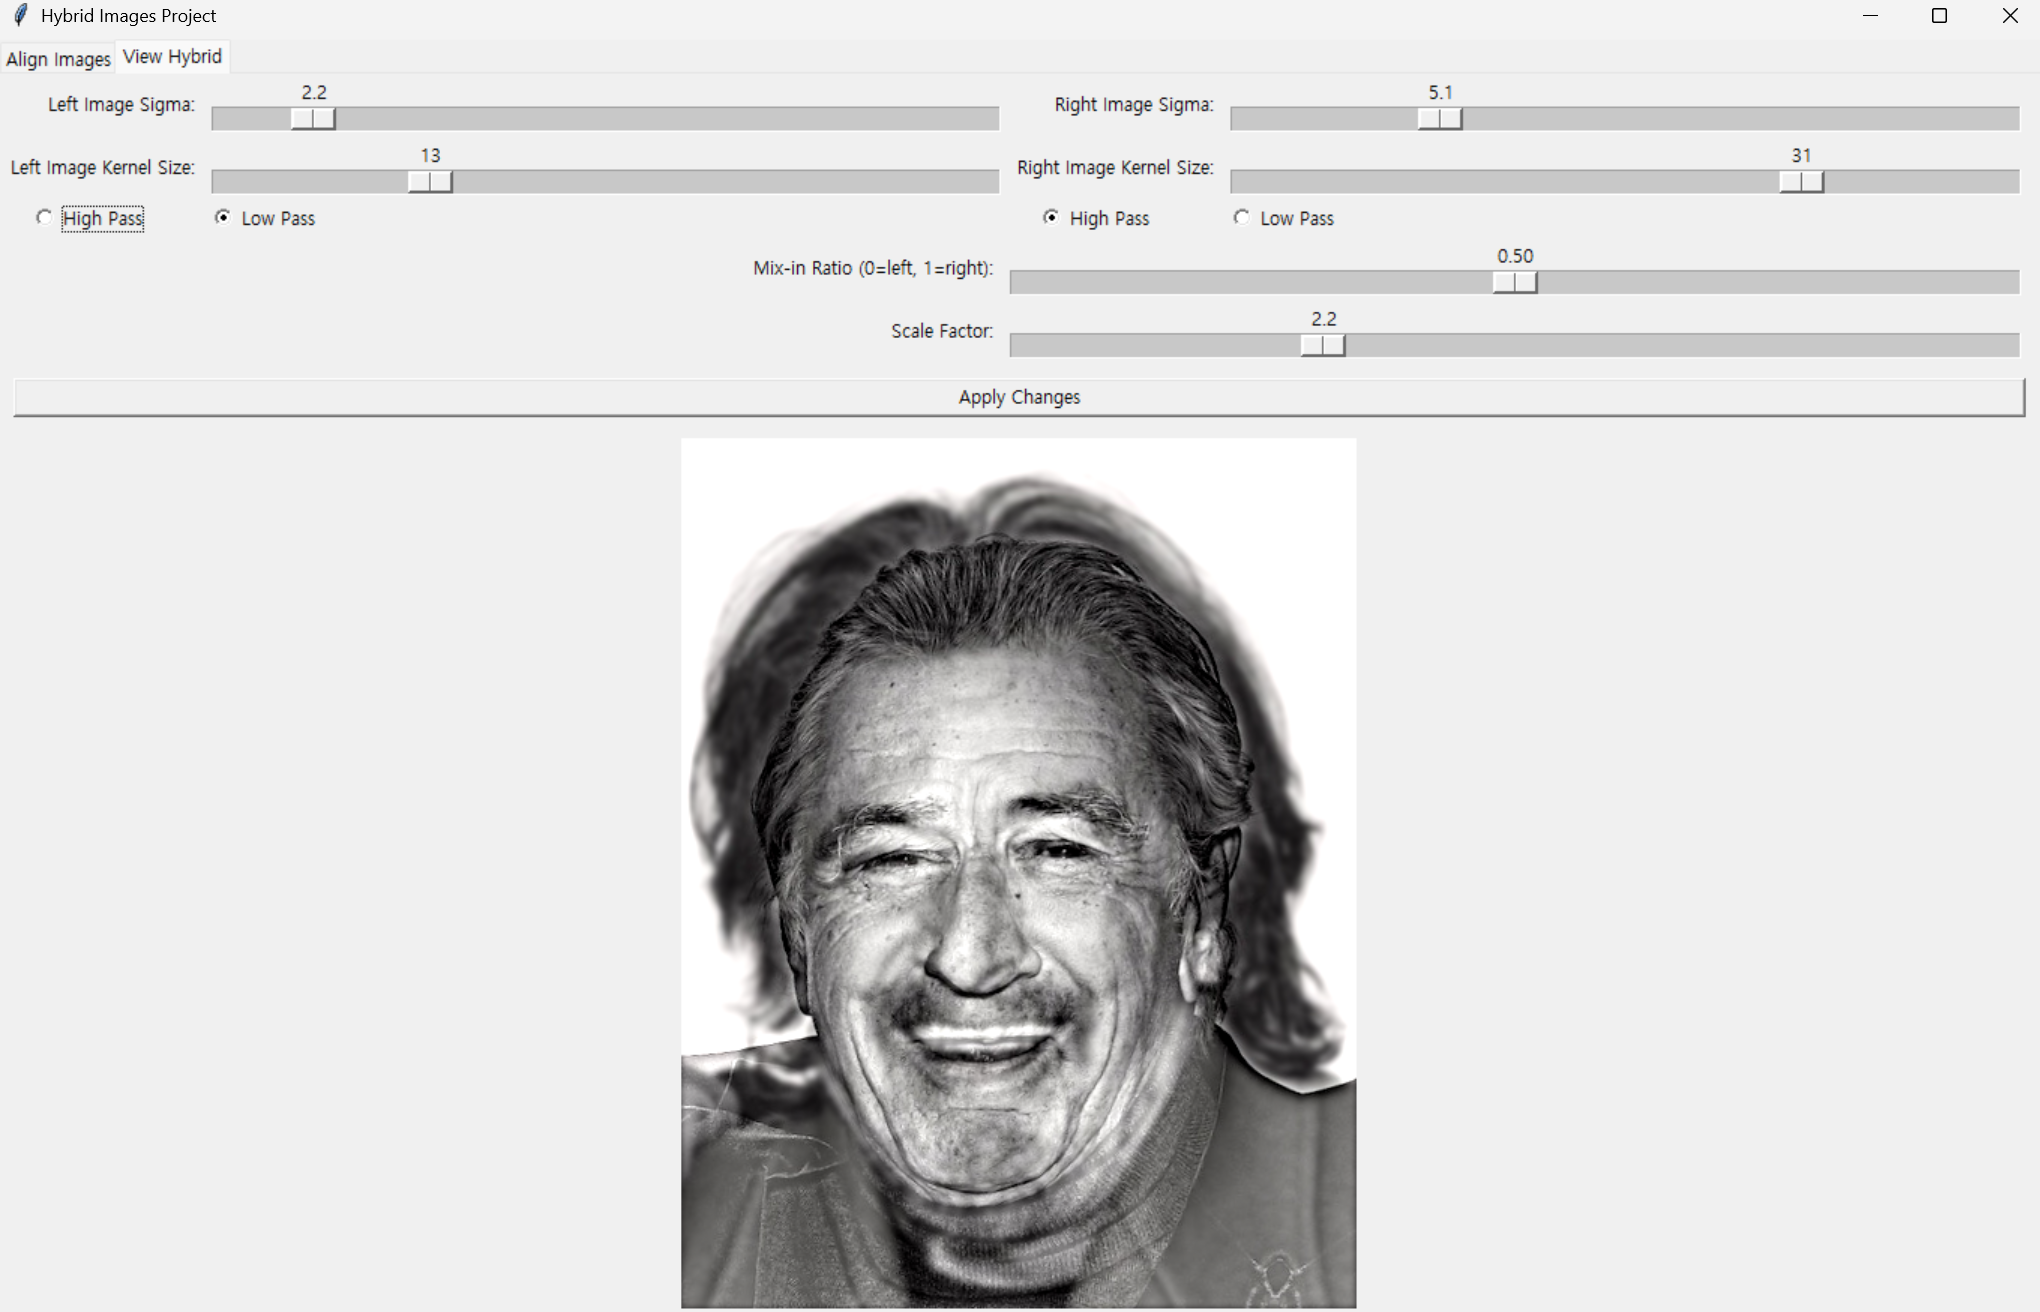 Hybrid Images Project
Align Images View Hybrid
2.2 5.1
Left Image Sigma: Right Image Sigma:
13 31
Left Image Kernel Size: Right Image Kernel Size:
High Pass Low Pass High Pass Low Pass
0.50
Mix-in Ratio (0=left, 1=right):
2.2
Scale Factor:
Apply Changes